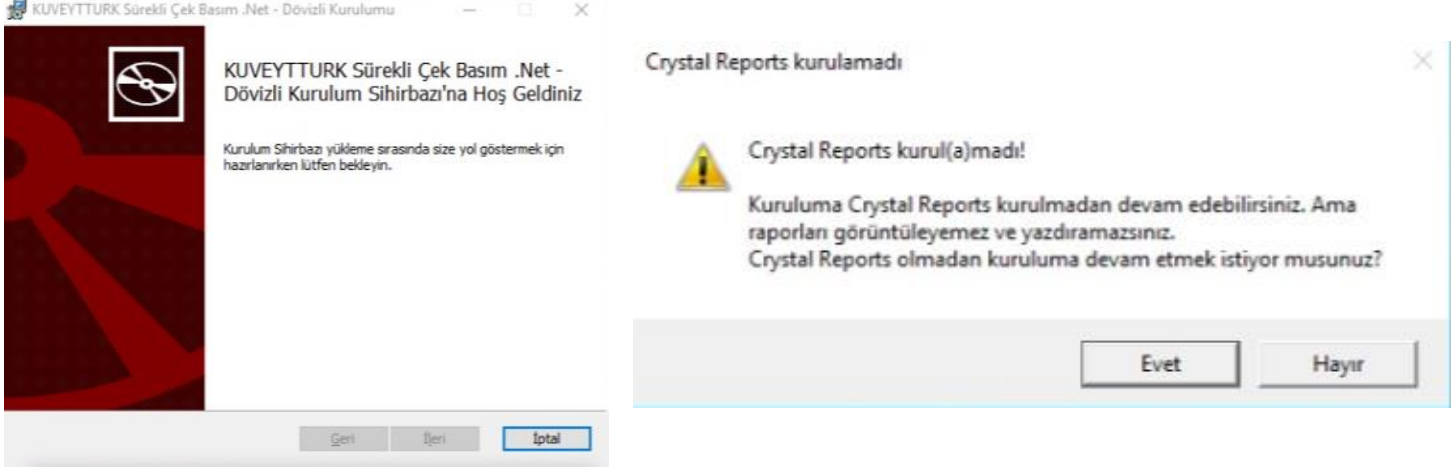 KUVEYTTURK Sürekli Çek Basım .Net - Dövizli Kurulumu
KUVEYTTURK Sürekli Çek Basım .Net -
Dövizli Kurulum Sihirbazı'na Hoş Geldiniz
Kurulum Sihirbazı yükleme sırasında size yol göstermek için
hazırlanırken lütfen bekleyin.
Geri
İleri
İptal
Crystal Reports kurulamadı
Crystal Reports kurul(a)madı!
Kuruluma Crystal Reports kurulmadan devam edebilirsiniz. Ama
raporları görüntüleyemez ve yazdıramazsınız.
Crystal Reports olmadan kuruluma devam etmek istiyor musunuz?
Evet
Hayır